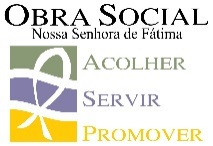 OBRA SOCIAL
Nossa Senhora de Fátima
ACOLHER
SERVIR
PROMOVER